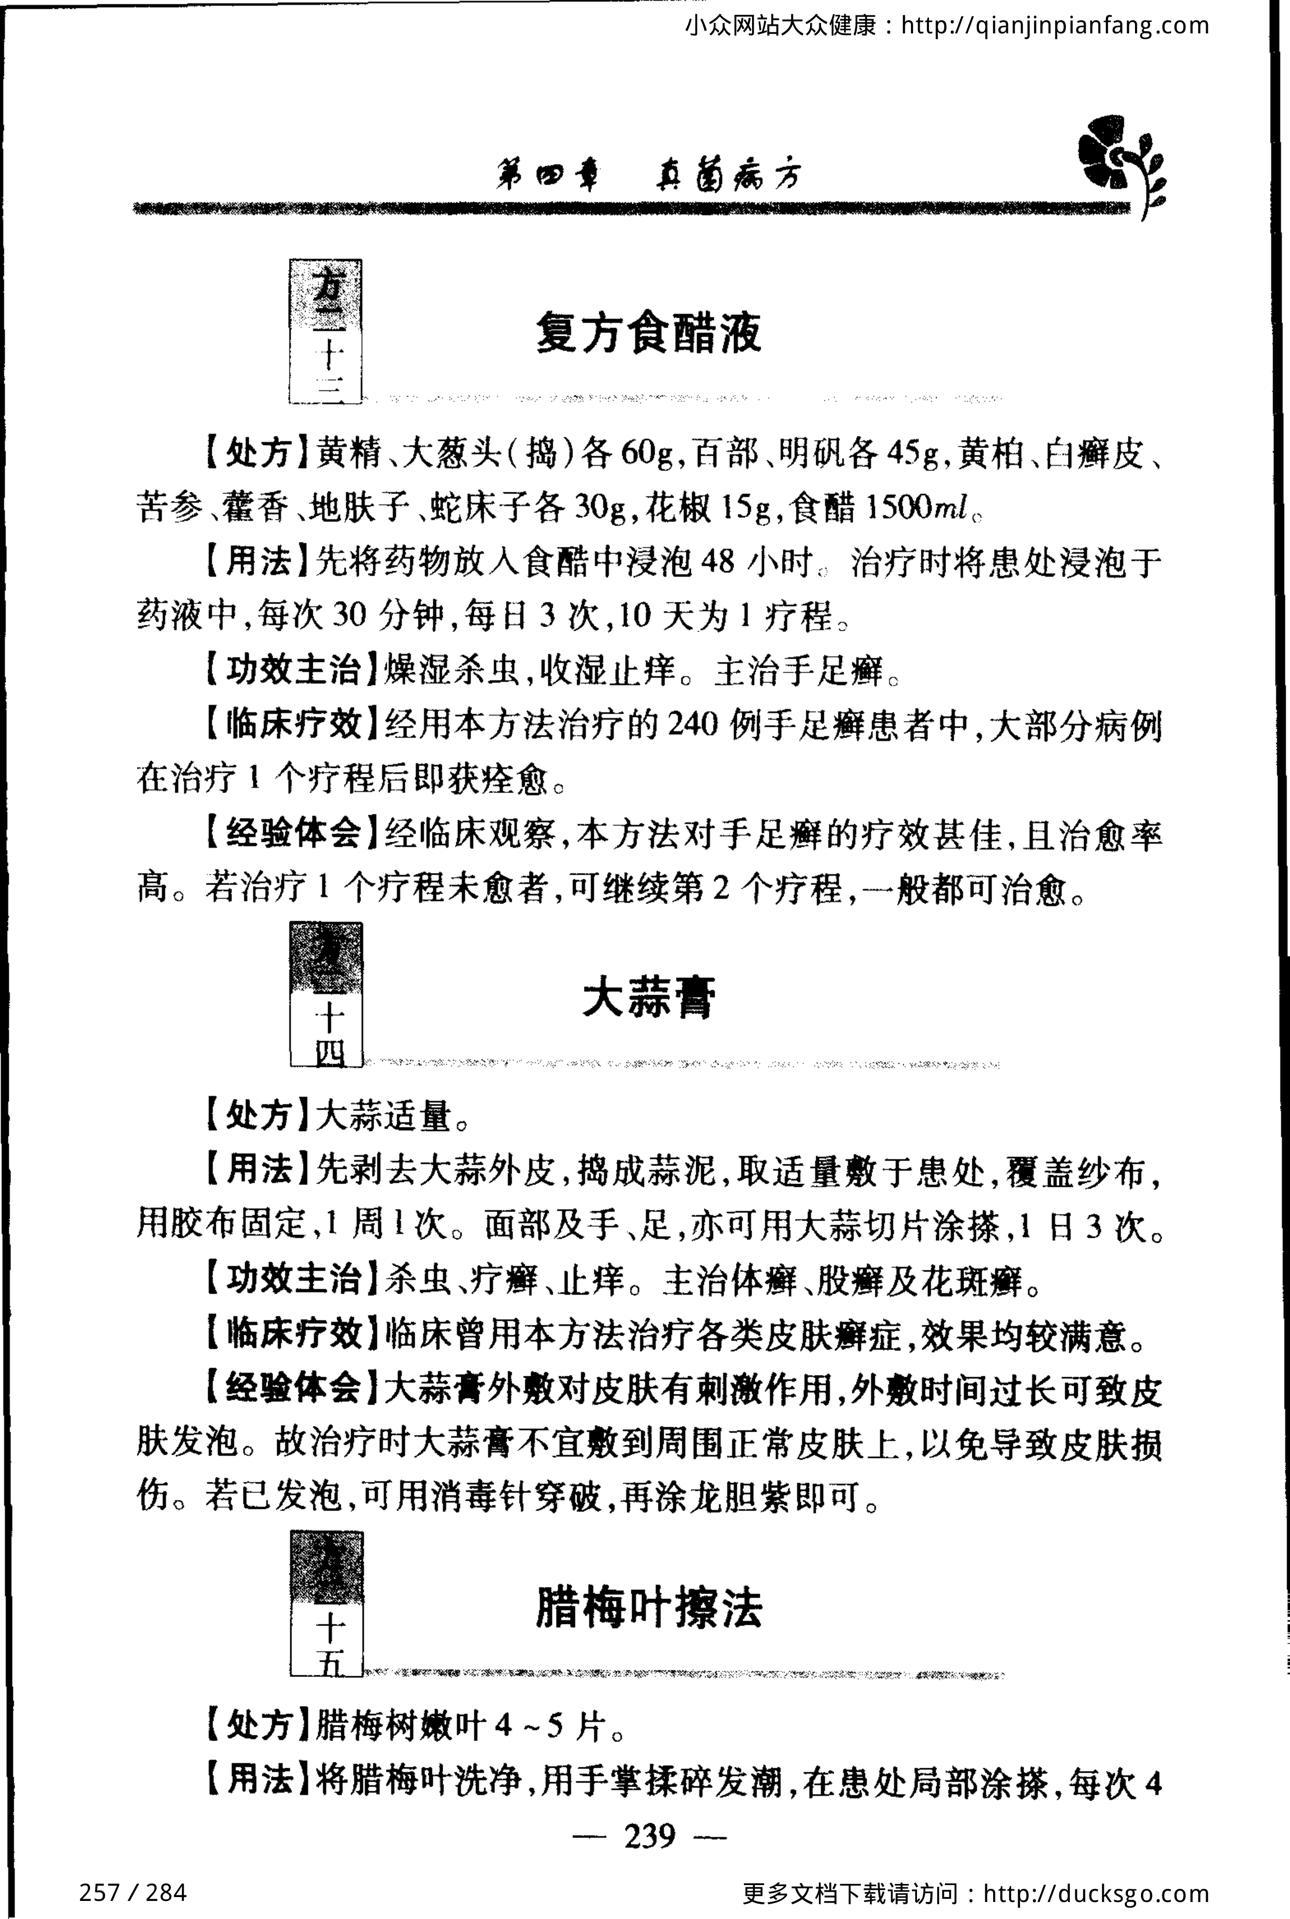 小众网站大众健康：http://qianjinpianfang.com
第四章 真菌病方
方二十三
复方食醋液
【处方】黄精、大葱头(捣)各60g,百部、明矾各45g,黄柏、白癣皮、
苦参、藿香、地肤子、蛇床子各30g,花椒15g,食醋1500ml。
【用法】先将药物放入食醋中浸泡48小时。治疗时将患处浸泡于
药液中,每次30分钟,每日3次,10天为1疗程。
【功效主治】燥湿杀虫,收湿止痒。主治手足癣。
【临床疗效】经用本方法治疗的240例手足癣患者中,大部分病例
在治疗1个疗程后即获痊愈。
【经验体会】经临床观察,本方法对手足癣的疗效甚佳,且治愈率
高。若治疗1个疗程未愈者,可继续第2个疗程,一般都可治愈。
方二十四
大蒜膏
【处方】大蒜适量。
【用法】先剥去大蒜外皮,捣成蒜泥,取适量敷于患处,覆盖纱布,
用胶布固定,1周1次。面部及手、足,亦可用大蒜切片涂搽,1日3次。
【功效主治】杀虫、疗癣、止痒。主治体癣、股癣及花斑癣。
【临床疗效】临床曾用本方法治疗各类皮肤癣症,效果均较满意。
【经验体会】大蒜膏外敷对皮肤有刺激作用,外敷时间过长可致皮
肤发泡。故治疗时大蒜膏不宜敷到周围正常皮肤上,以免导致皮肤损
伤。若已发泡,可用消毒针穿破,再涂龙胆紫即可。
方二十五
腊梅叶擦法
【处方】腊梅树嫩叶4~5片。
【用法】将腊梅叶洗净,用手掌揉碎发潮,在患处局部涂搽,每次4
— 239 —
257 / 284
更多文档下载请访问：http://ducksgo.com